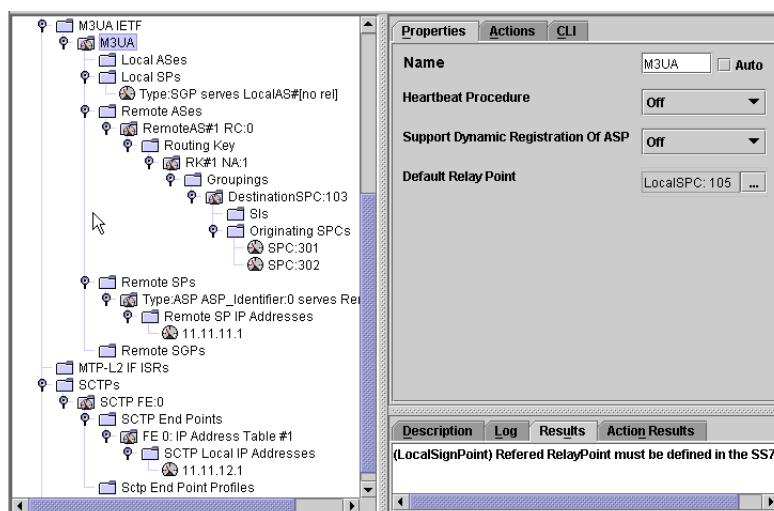 M3UA IETF
M3UA
Local ASes
Local SPs
Type:SGP serves LocalAS#[no rel]
Remote ASes
RemoteAS#1 RC:0
Routing Key
RK#1 NA:1
Groupings
DestinationSPC:103
SIs
Originating SPCs
SPC:301
SPC:302
Remote SPs
Type:ASP ASP_Identifier:0 serves Rei
Remote SP IP Addresses
11.11.11.1
Remote SGPs
MTP-L2 IF ISRs
SCTPs
SCTP FE:0
SCTP End Points
FE 0: IP Address Table #1
SCTP Local IP Addresses
11.11.12.1
Sctp End Point Profiles
Properties Actions CLI
Name M3UA Auto
Heartbeat Procedure Off
Support Dynamic Registration Of ASP Off
Default Relay Point LocalSPC: 105 ...
Description Log Results Action Results
(LocalSignPoint) Refered RelayPoint must be defined in the SS7